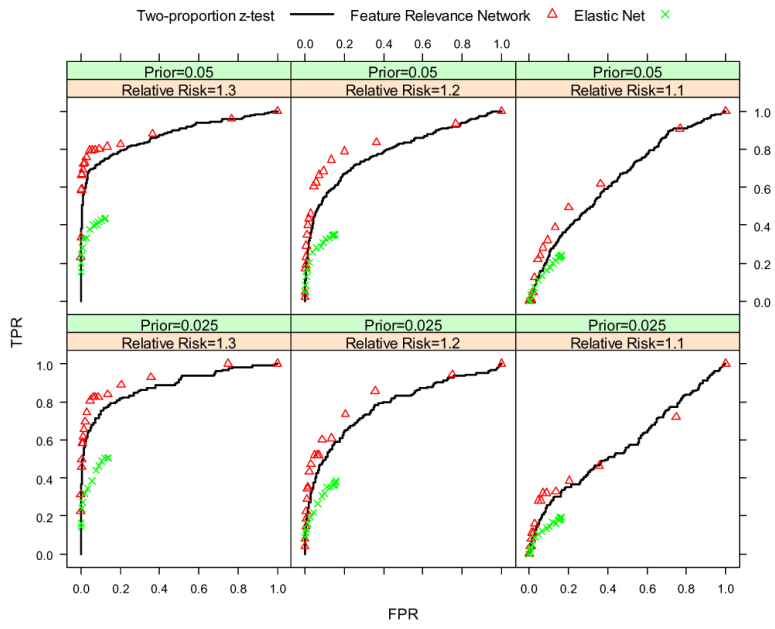 Two-proportion z-test Feature Relevance Network Elastic Net
0.0 0.2 0.4 0.6 0.8 1.0
Prior=0.05 Prior=0.05 Prior=0.05
Relative Risk=1.3 Relative Risk=1.2 Relative Risk=1.1
1.0
0.8
0.6
0.4
0.2
0.0
Prior=0.025 Prior=0.025 Prior=0.025
Relative Risk=1.3 Relative Risk=1.2 Relative Risk=1.1
1.0
0.8
0.6
0.4
0.2
0.0
TPR
0.0 0.2 0.4 0.6 0.8 1.0 0.0 0.2 0.4 0.6 0.8 1.0
FPR